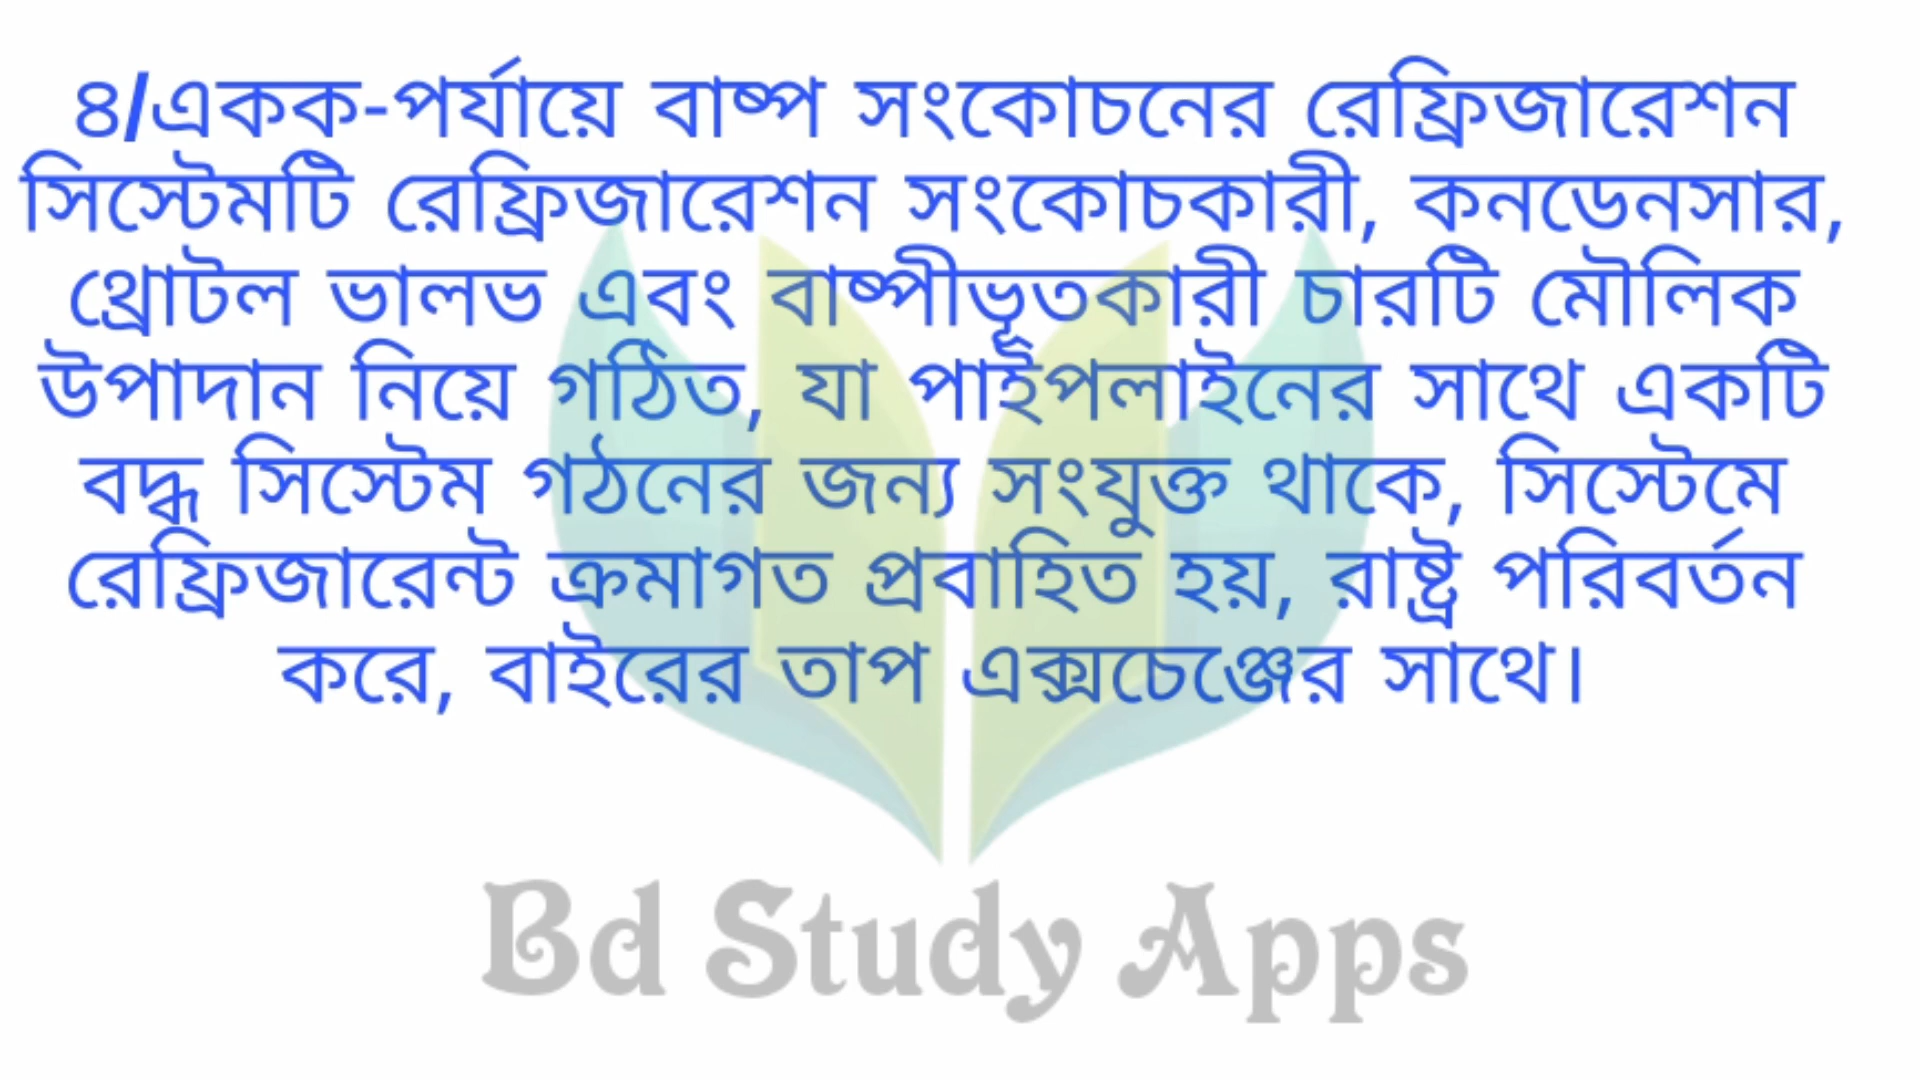 ৪/একক-পর্যায়ে বাষ্প সংকোচনের রেফ্রিজারেশন
সিস্টেমটি রেফ্রিজারেশন সংকোচকারী, কনডেনসার,
থ্রোটল ভালভ এবং বাষ্পীভূতকারী চারটি মৌলিক
উপাদান নিয়ে গঠিত, যা পাইপলাইনের সাথে একটি
বদ্ধ সিস্টেম গঠনের জন্য সংযুক্ত থাকে, সিস্টেমে
রেফ্রিজারেন্ট ক্রমাগত প্রবাহিত হয়, রাষ্ট্র পরিবর্তন
করে, বাইরের তাপ এক্সচেঞ্জের সাথে।
Bd Study Apps